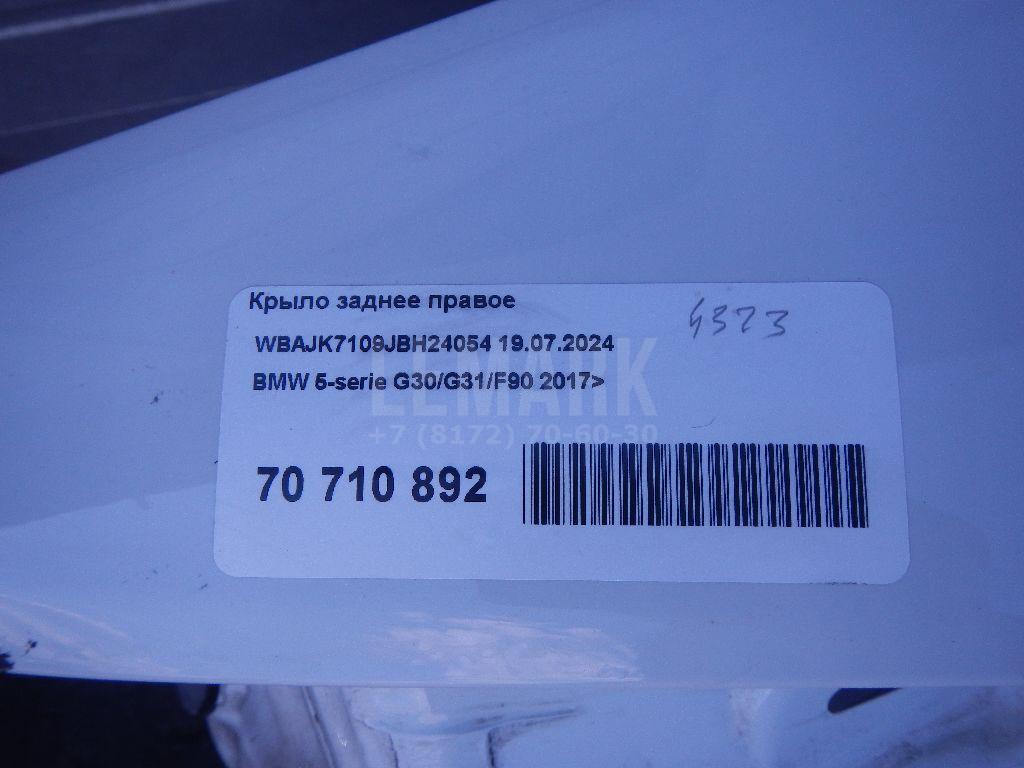 Крыло заднее правое
4373
WBAJK7109JBH24054 19.07.2024
BMW 5-serie G30/G31/F90 2017>
LEMARK
+7 (8172) 70-60-30
70 710 892